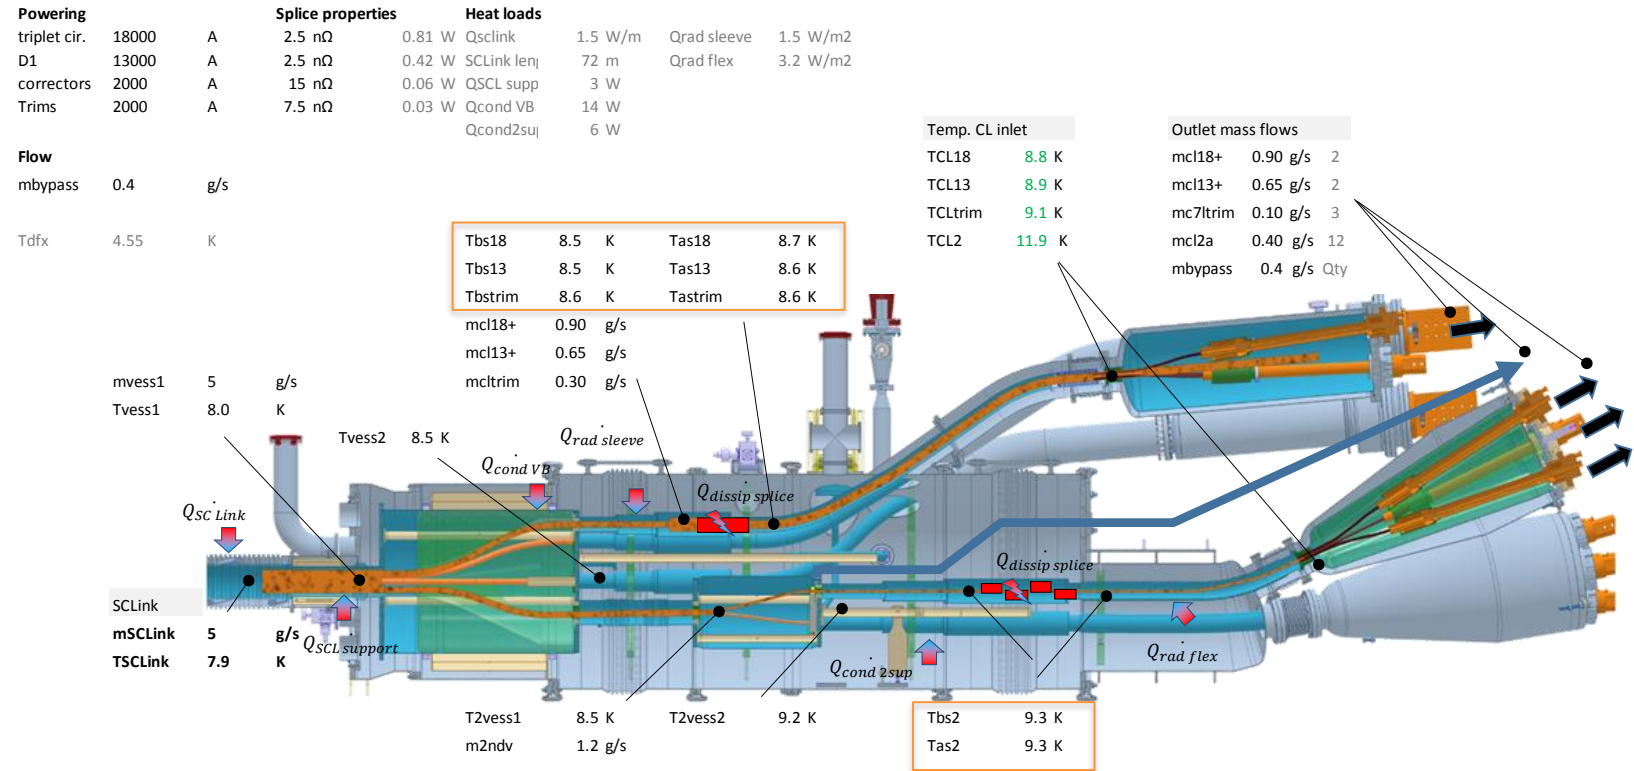 Powering Splice properties Heat loads
triplet cir. 18000 A 2.5 nΩ 0.81 W Qsclink 1.5 W/m Qrad sleeve 1.5 W/m2
D1 13000 A 2.5 nΩ 0.42 W SCLink len 72 m Qrad flex 3.2 W/m2
correctors 2000 A 15 nΩ 0.06 W QSCL supp 3 W
Trims 2000 A 7.5 nΩ 0.03 W Qcond VB 14 W
Qcond2su 6 W
Flow
mbypass 0.4 g/s
Tdfx 4.55 K
Temp. CL inlet
TCL18 8.8 K
TCL13 8.9 K
TCLtrim 9.1 K
TCL2 11.9 K
Outlet mass flows
mcl18+ 0.90 g/s 2
mcl13+ 0.65 g/s 2
mc7ltrim 0.10 g/s 3
mcl2a 0.40 g/s 12
mbypass 0.4 g/s Qty
Tbs18 8.5 K Tas18 8.7 K
Tbs13 8.5 K Tas13 8.6 K
Tbstrim 8.6 K Tastrim 8.6 K
mcl18+ 0.90 g/s
mcl13+ 0.65 g/s
mcltrim 0.30 g/s
mvess1 5 g/s
Tvess1 8.0 K
Tvess2 8.5 K
Q̇rad sleeve
Q̇cond VB
Q̇dissip splice
Q̇SC Link
Q̇dissip splice
SCLink
mSCLink 5 g/s
TSCLink 7.9 K
Q̇SCL support
Q̇cond 2sup
Q̇rad flex
T2vess1 8.5 K T2vess2 9.2 K
m2ndv 1.2 g/s
Tbs2 9.3 K
Tas2 9.3 K